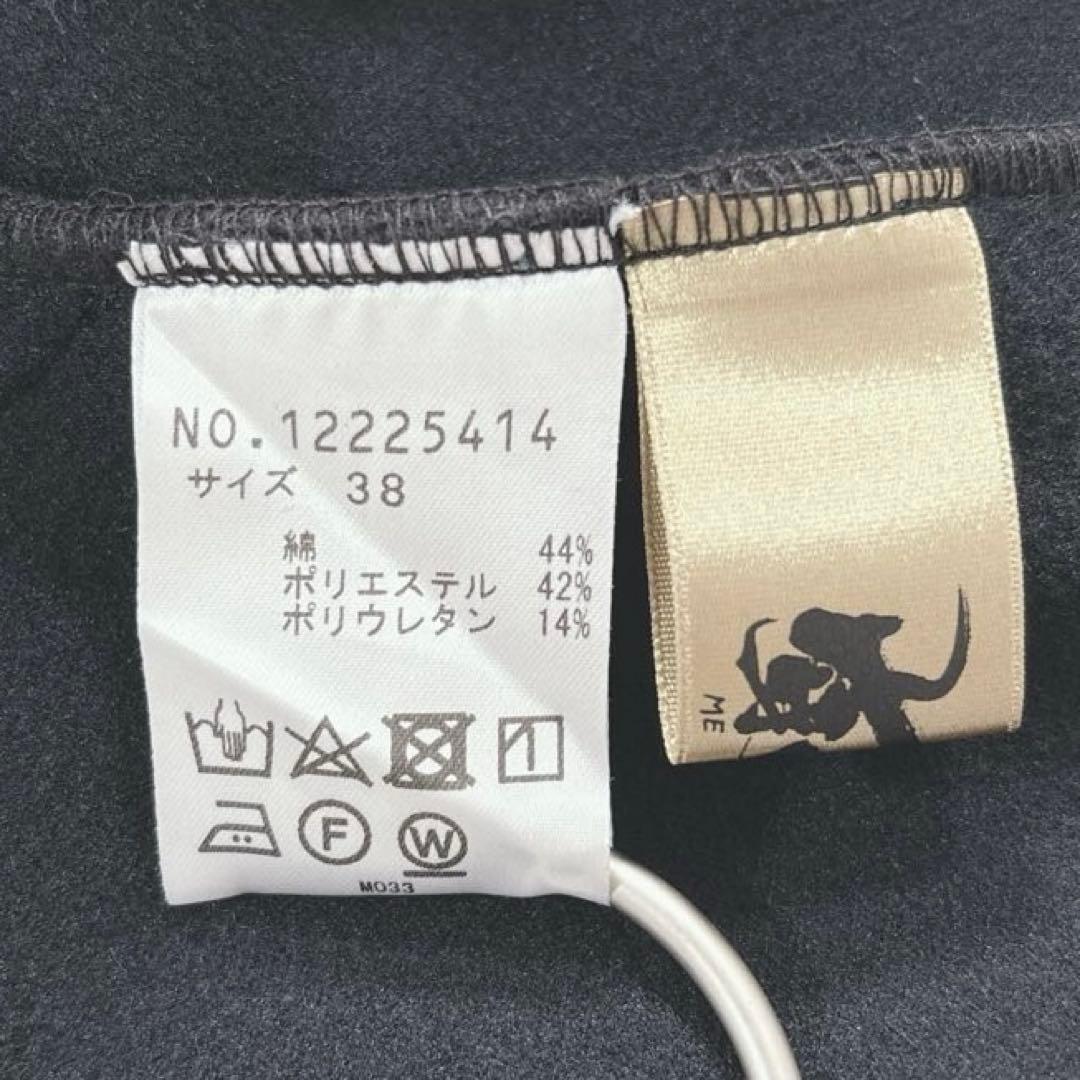 NO.12225414
サイズ 38
綿 44%
ポリエステル 42%
ポリウレタン 14%
F
W
M033
ME